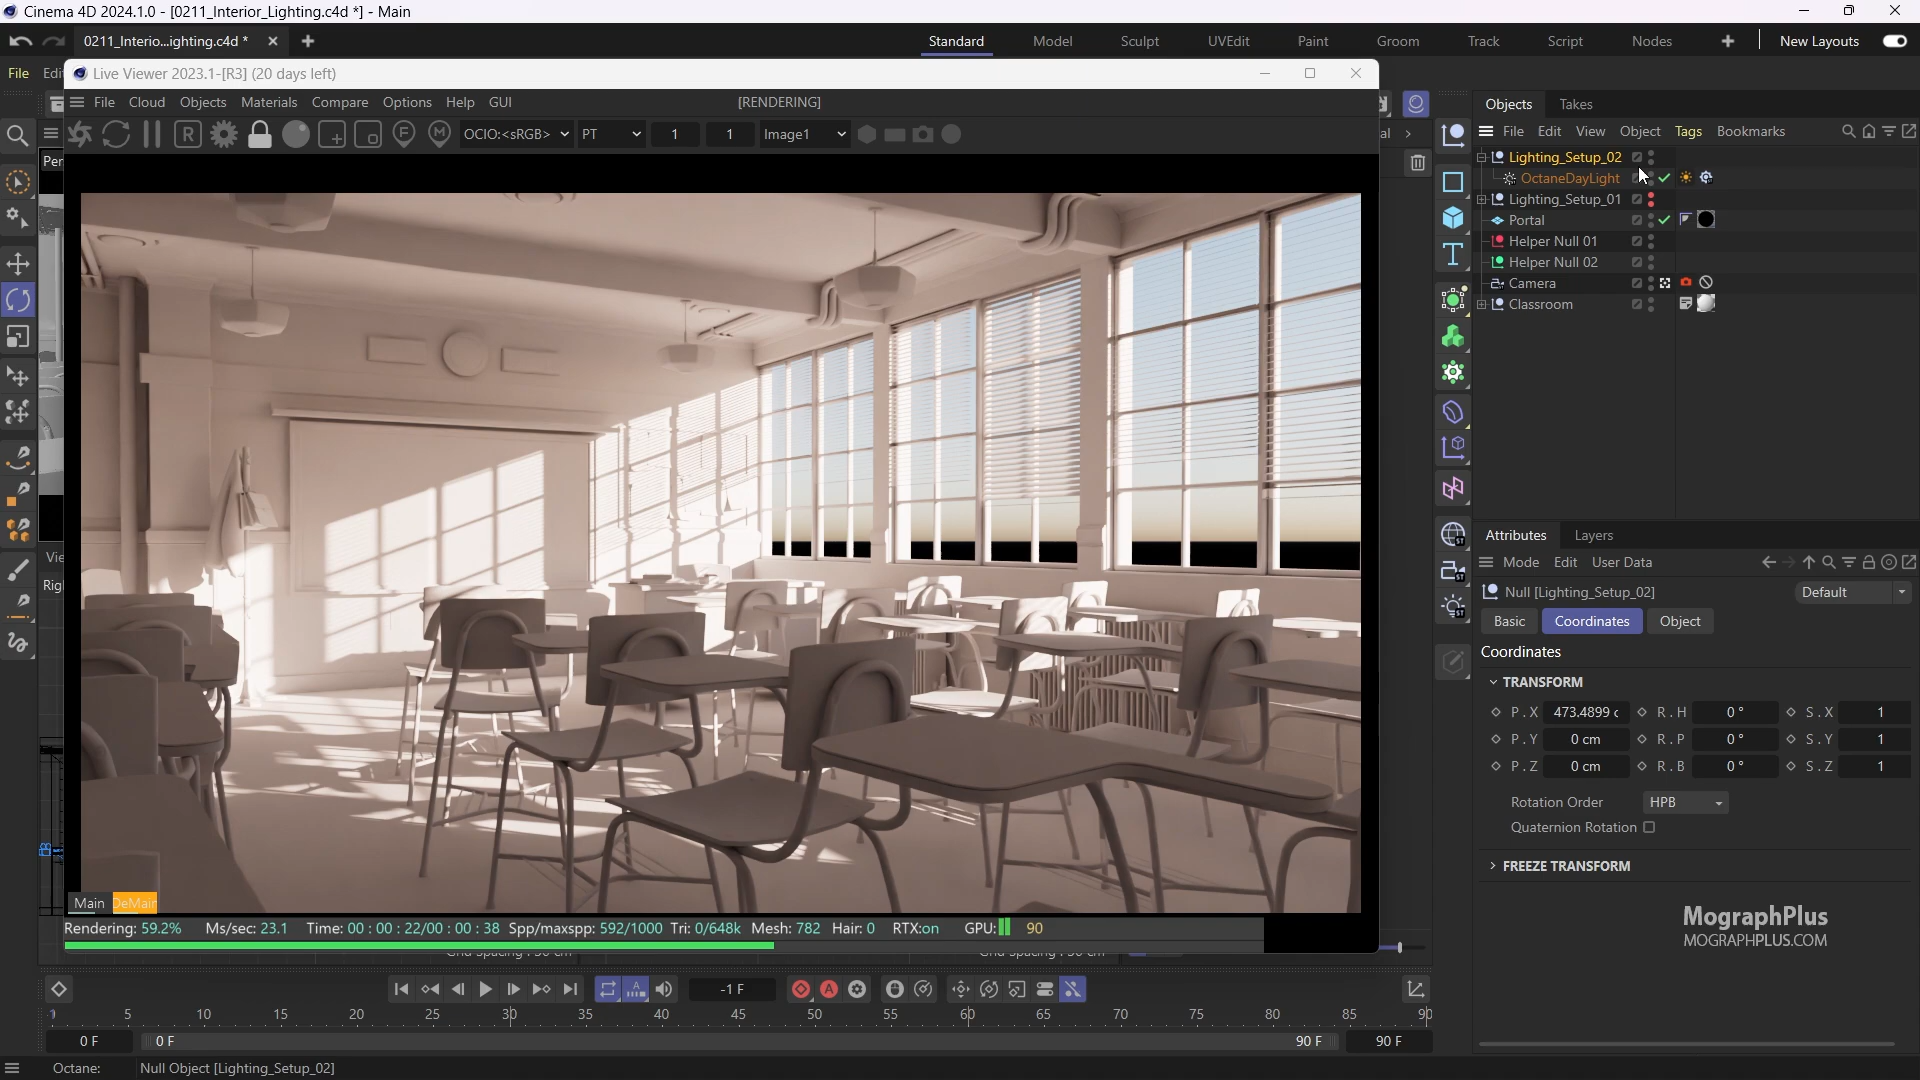 Cinema 4D 2024.1.0 - [0211_Interior_Lighting.c4d *] - Main
0211_Interio...ighting.c4d *
Standard Model Sculpt UVEdit Paint Groom Track Script Nodes New Layouts
File
Live Viewer 2023.1-[R3] (20 days left)
File Cloud Objects Materials Compare Options Help GUI [RENDERING]
OCIO:<sRGB> PT 1 1 Image1
Objects Takes
File Edit View Object Tags Bookmarks
Lighting_Setup_02
OctaneDayLight
Lighting_Setup_01
Portal
Helper Null 01
Helper Null 02
Camera
Classroom
Attributes Layers
Mode Edit User Data
Null [Lighting_Setup_02] Default
Basic Coordinates Object
Coordinates
TRANSFORM
P . X 473.4899 c R . H 0 ° S . X 1
P . Y 0 cm R . P 0 ° S . Y 1
P . Z 0 cm R . B 0 ° S . Z 1
Rotation Order HPB
Quaternion Rotation
FREEZE TRANSFORM
MographPlus
MOGRAPHPLUS.COM
Main DeMain
Rendering: 59.2% Ms/sec: 23.1 Time: 00 : 00 : 22/00 : 00 : 38 Spp/maxspp: 592/1000 Tri: 0/648k Mesh: 782 Hair: 0 RTX:on GPU: 90
-1 F
5 10 15 20 25 30 35 40 45 50 55 60 65 70 75 80 85 90
0 F 0 F 90 F 90 F
Octane: Null Object [Lighting_Setup_02]